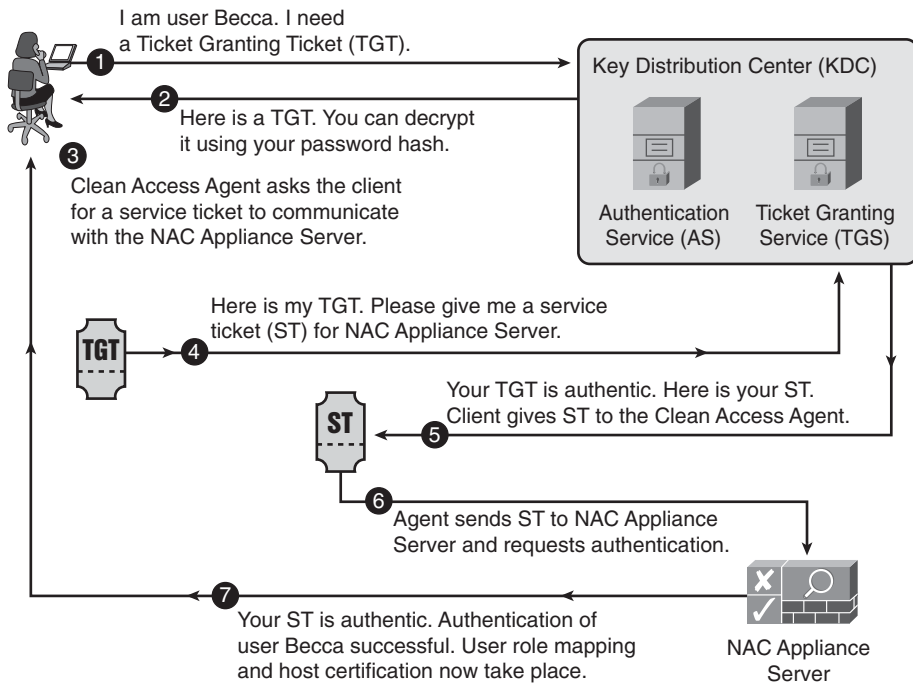 I am user Becca. I need
a Ticket Granting Ticket (TGT).
1
Key Distribution Center (KDC)
2
Here is a TGT. You can decrypt
it using your password hash.
3
Clean Access Agent asks the client
for a service ticket to communicate
with the NAC Appliance Server.
Authentication
Service (AS)
Ticket Granting
Service (TGS)
Here is my TGT. Please give me a service
ticket (ST) for NAC Appliance Server.
TGT
4
Your TGT is authentic. Here is your ST.
Client gives ST to the Clean Access Agent.
ST
5
6
Agent sends ST to NAC Appliance
Server and requests authentication.
7
Your ST is authentic. Authentication of
user Becca successful. User role mapping
and host certification now take place.
NAC Appliance
Server